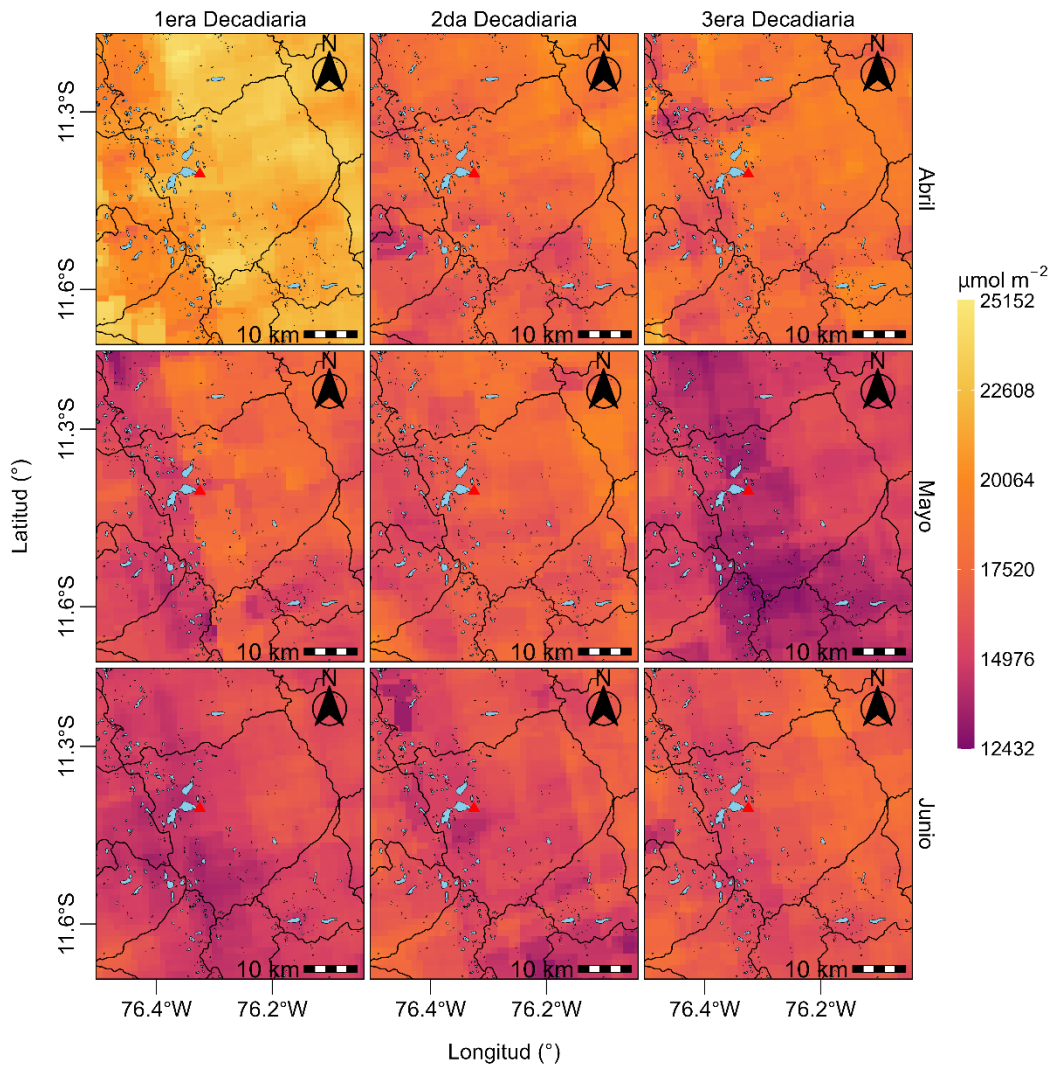 1era Decadiaria 2da Decadiaria 3era Decadiaria
N N N
11.3°S
11.6°S
10 km 10 km 10 km
Abril
N N N
11.3°S
11.6°S
10 km 10 km 10 km
Mayo
N N N
11.3°S
11.6°S
10 km 10 km 10 km
Junio
76.4°W 76.2°W 76.4°W 76.2°W 76.4°W 76.2°W
Longitud (°)
Latitud (°)
μmol m⁻²
25152
22608
20064
17520
14976
12432